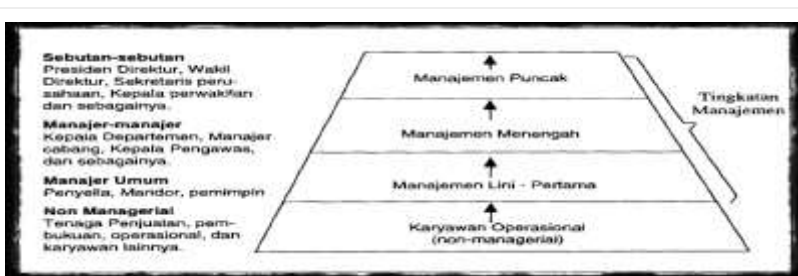 Sebutan-sebutan
Presiden Direktur, Wakil
Direktur, Sekretaris peru-
sahaan, Kepala perwakilan
dan sebagainya.
Manajer-manajer
Kepala Departemen, Manajer
cabang, Kepala Pengawas,
dan sebagainya.
Manajer Umum
Penyelia, Mandor, pemimpin
Non Managerial
Tenaga Penjualan, pem-
bukuan, operasional, dan
karyawan lainnya.
Manajemen Puncak
Manajemen Menengah
Manajemen Lini - Pertama
Karyawan Operasional
(non-managerial)
Tingkatan
Manajemen